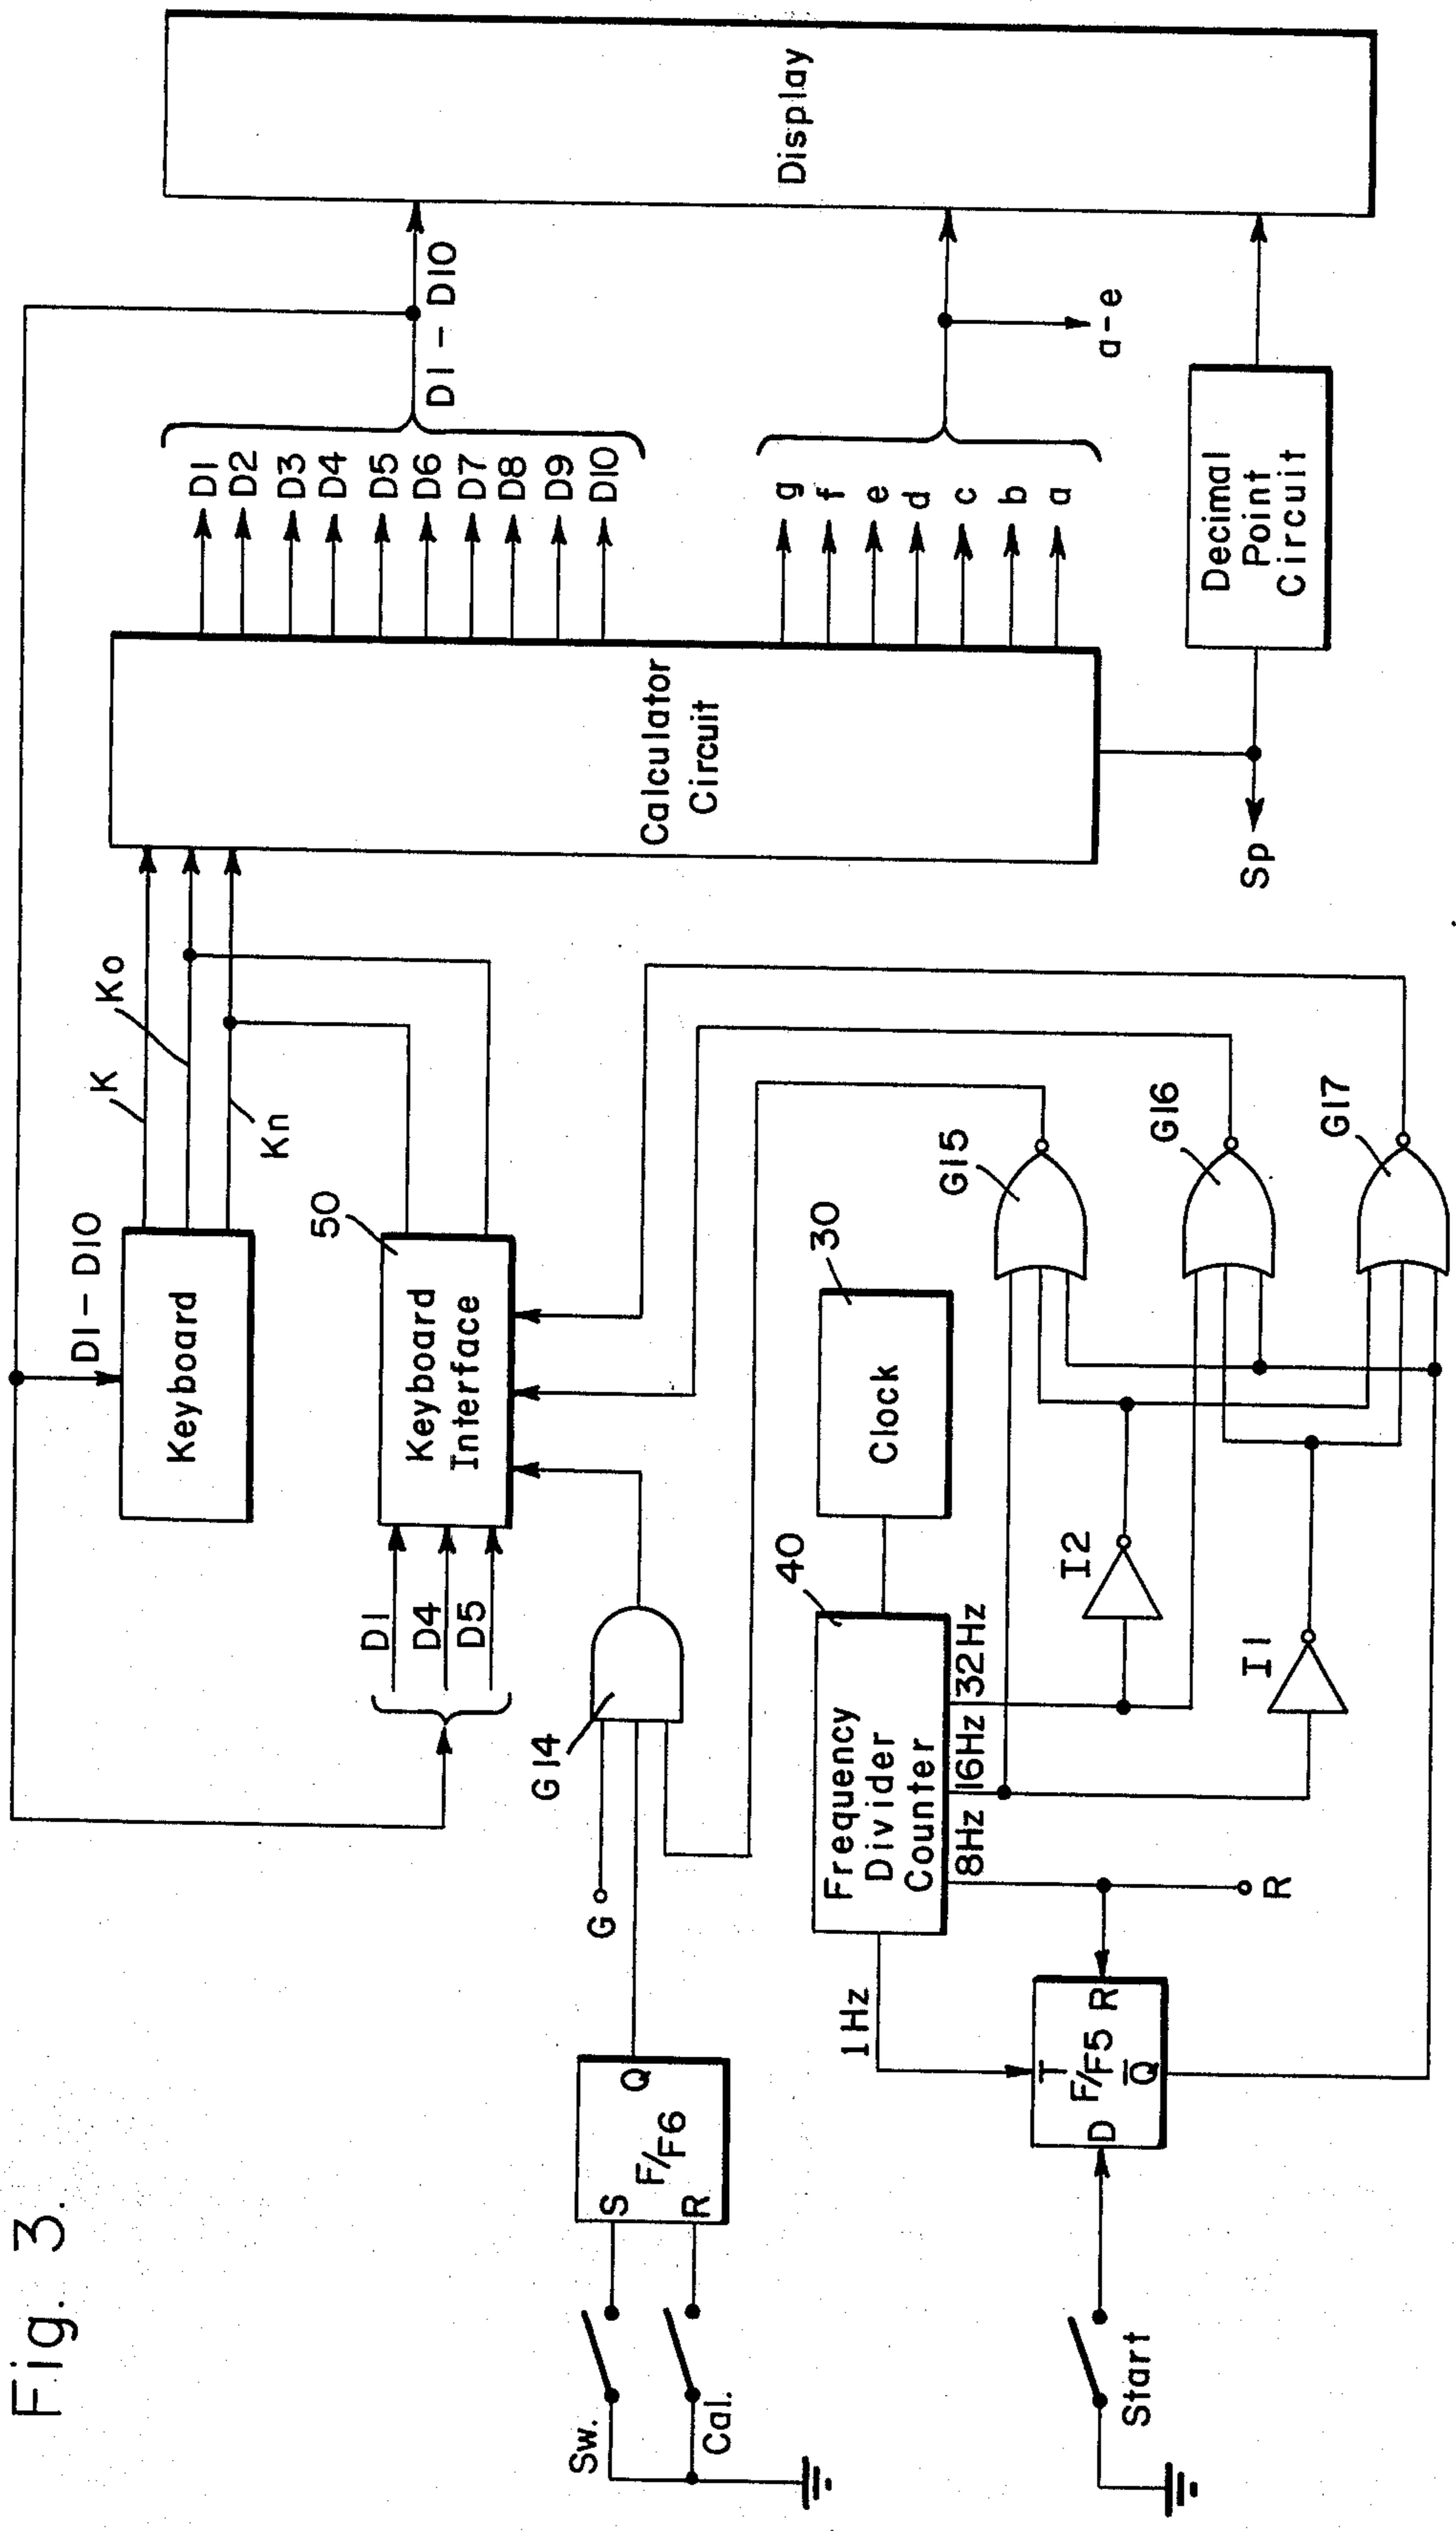 Fig. 3.
Display
D1 - D10
a-e
D1
D2
D3
D4
D5
D6
D7
D8
D9
D10
g
f
e
d
c
b
a
Decimal
Point
Circuit
Calculator
Circuit
Sp
K
Ko
Kn
D1 - D10
Keyboard
50
Keyboard
Interface
D1
D4
D5
G14
G
Q
S
F/F6
R
Sw.
Cal.
G15
G16
G17
30
Clock
40
Frequency
Divider
Counter
8Hz
16Hz
32Hz
I2
I1
1Hz
R
T
R
F/F5
D
Q̅
Start